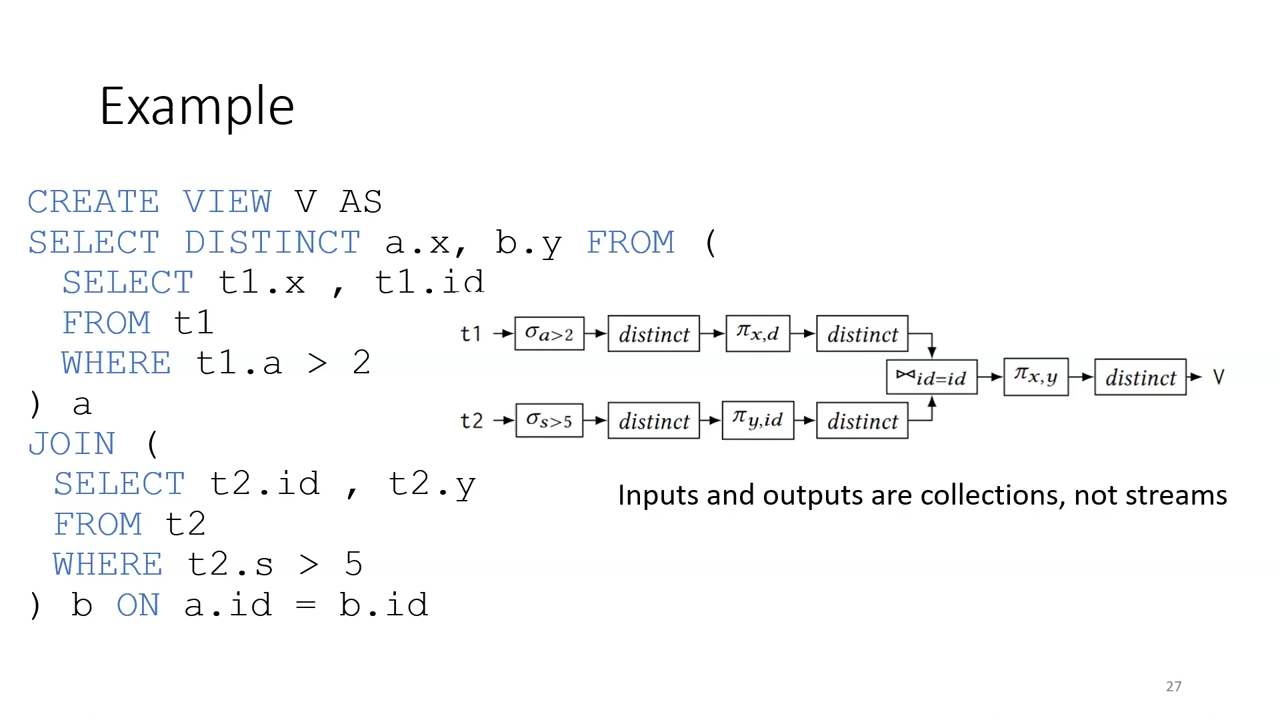 Example
CREATE VIEW V AS
SELECT DISTINCT a.x, b.y FROM (
SELECT t1.x , t1.id
FROM t1
WHERE t1.a > 2
) a
JOIN (
SELECT t2.id , t2.y
FROM t2
WHERE t2.s > 5
) b ON a.id = b.id
t1 σa>2 distinct πx,d distinct
⋈id=id πx,y distinct V
t2 σs>5 distinct πy,id distinct
Inputs and outputs are collections, not streams
27